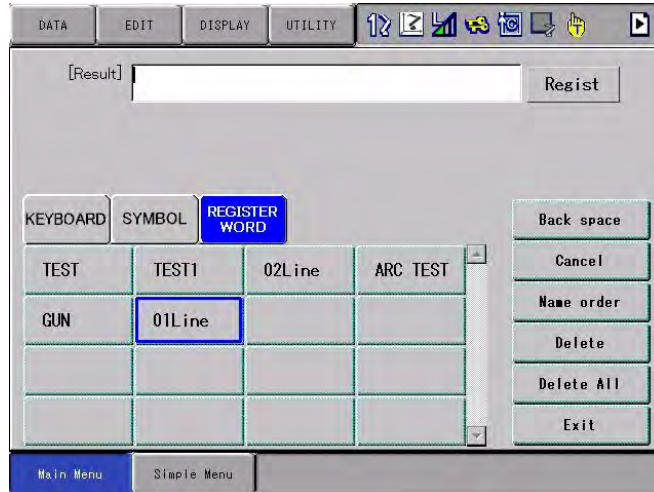 DATA EDIT DISPLAY UTILITY
[Result] Regist
KEYBOARD SYMBOL REGISTER WORD
Back space
TEST TEST1 02Line ARC TEST
Cancel
Name order
GUN 01Line
Delete
Delete All
Exit
Main Menu Simple Menu